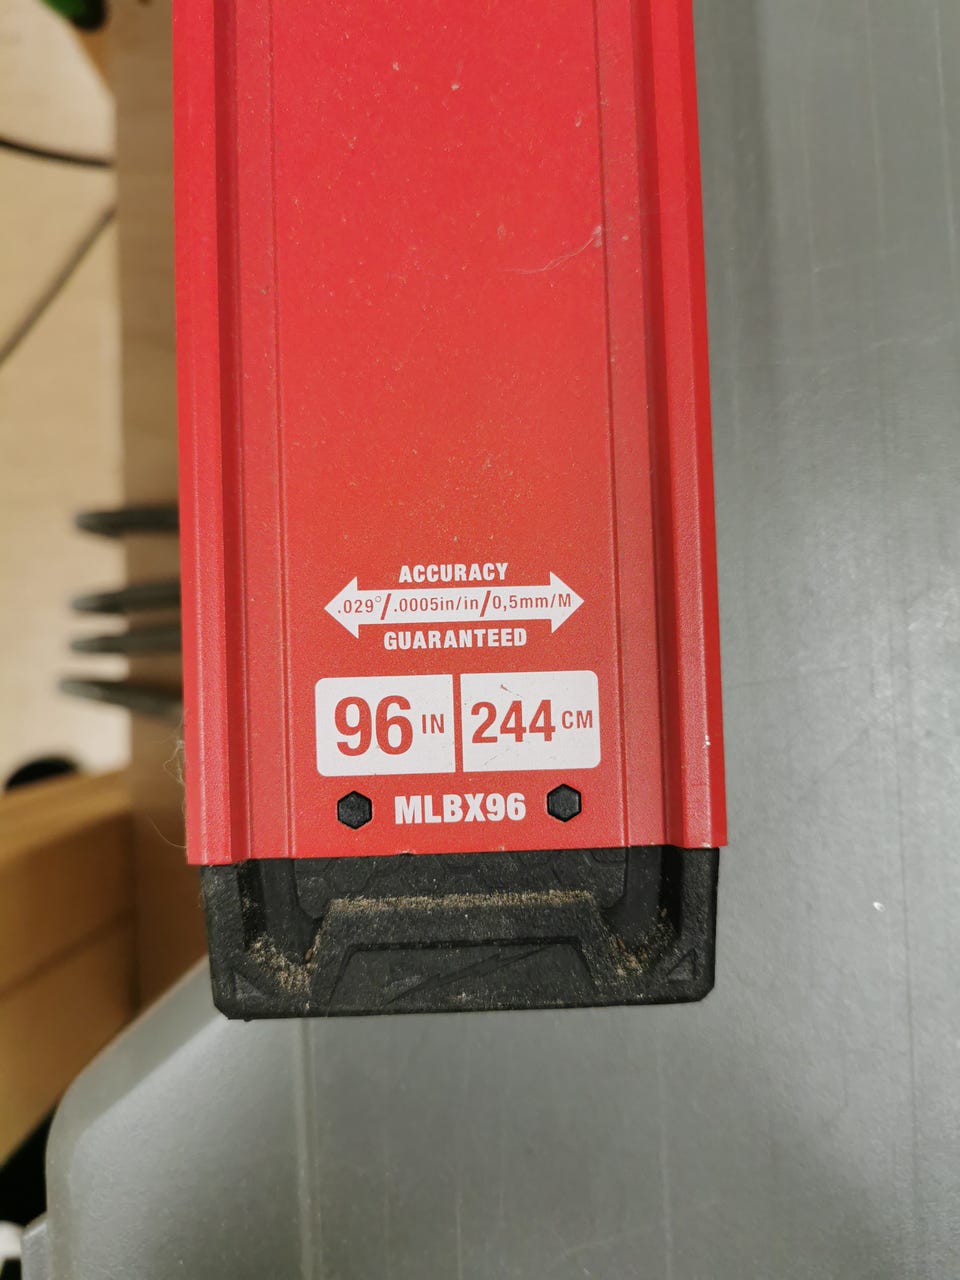 ACCURACY
.029°/.0005in/in/0,5mm/M
GUARANTEED
96 IN 244 CM
MLBX96